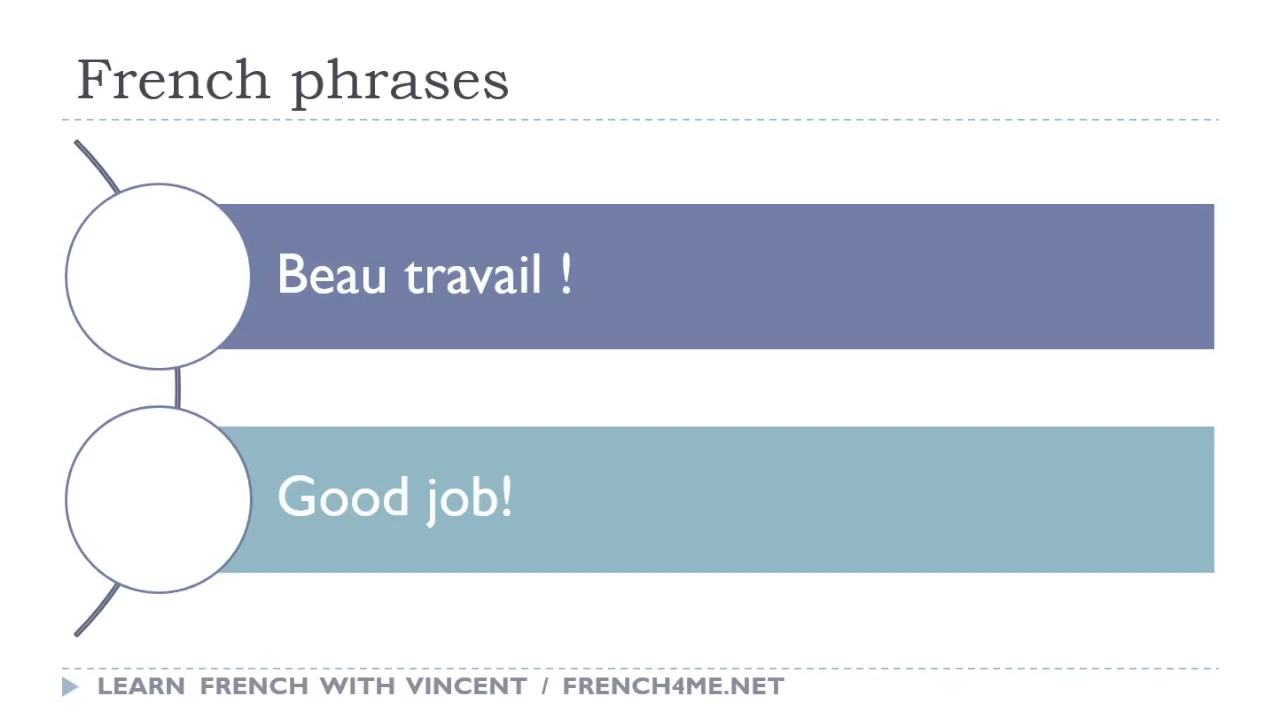 French phrases
Beau travail !
Good job!
LEARN FRENCH WITH VINCENT / FRENCH4ME.NET